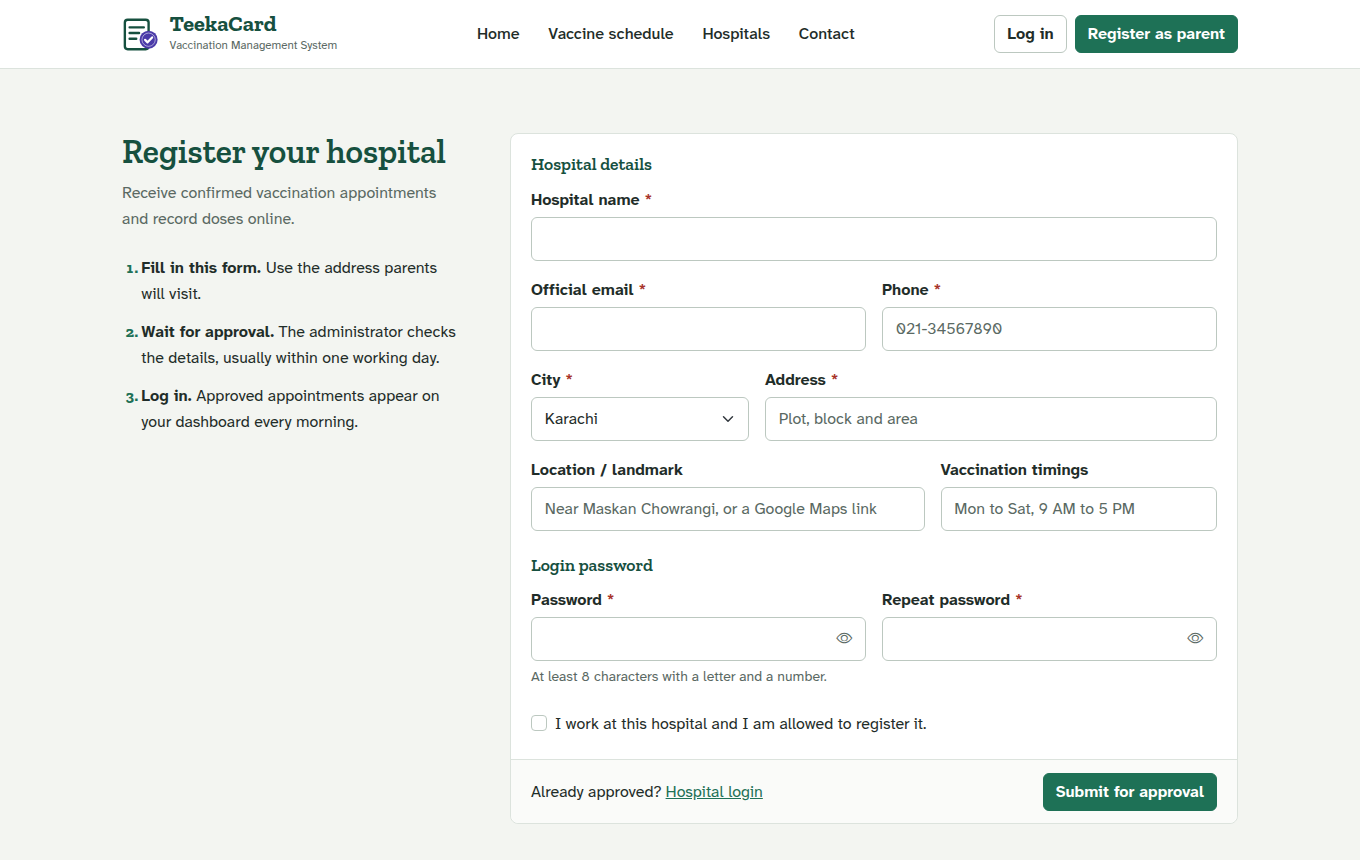 TeekaCard
Vaccination Management System
Home
Vaccine schedule
Hospitals
Contact
Log in
Register as parent
Register your hospital
Receive confirmed vaccination appointments
and record doses online.
1. Fill in this form. Use the address parents
will visit.
2. Wait for approval. The administrator checks
the details, usually within one working day.
3. Log in. Approved appointments appear on
your dashboard every morning.
Hospital details
Hospital name *
Official email *
Phone *
021-34567890
City *
Address *
Karachi
Plot, block and area
Location / landmark
Vaccination timings
Near Maskan Chowrangi, or a Google Maps link
Mon to Sat, 9 AM to 5 PM
Login password
Password *
Repeat password *
At least 8 characters with a letter and a number.
I work at this hospital and I am allowed to register it.
Already approved? Hospital login
Submit for approval